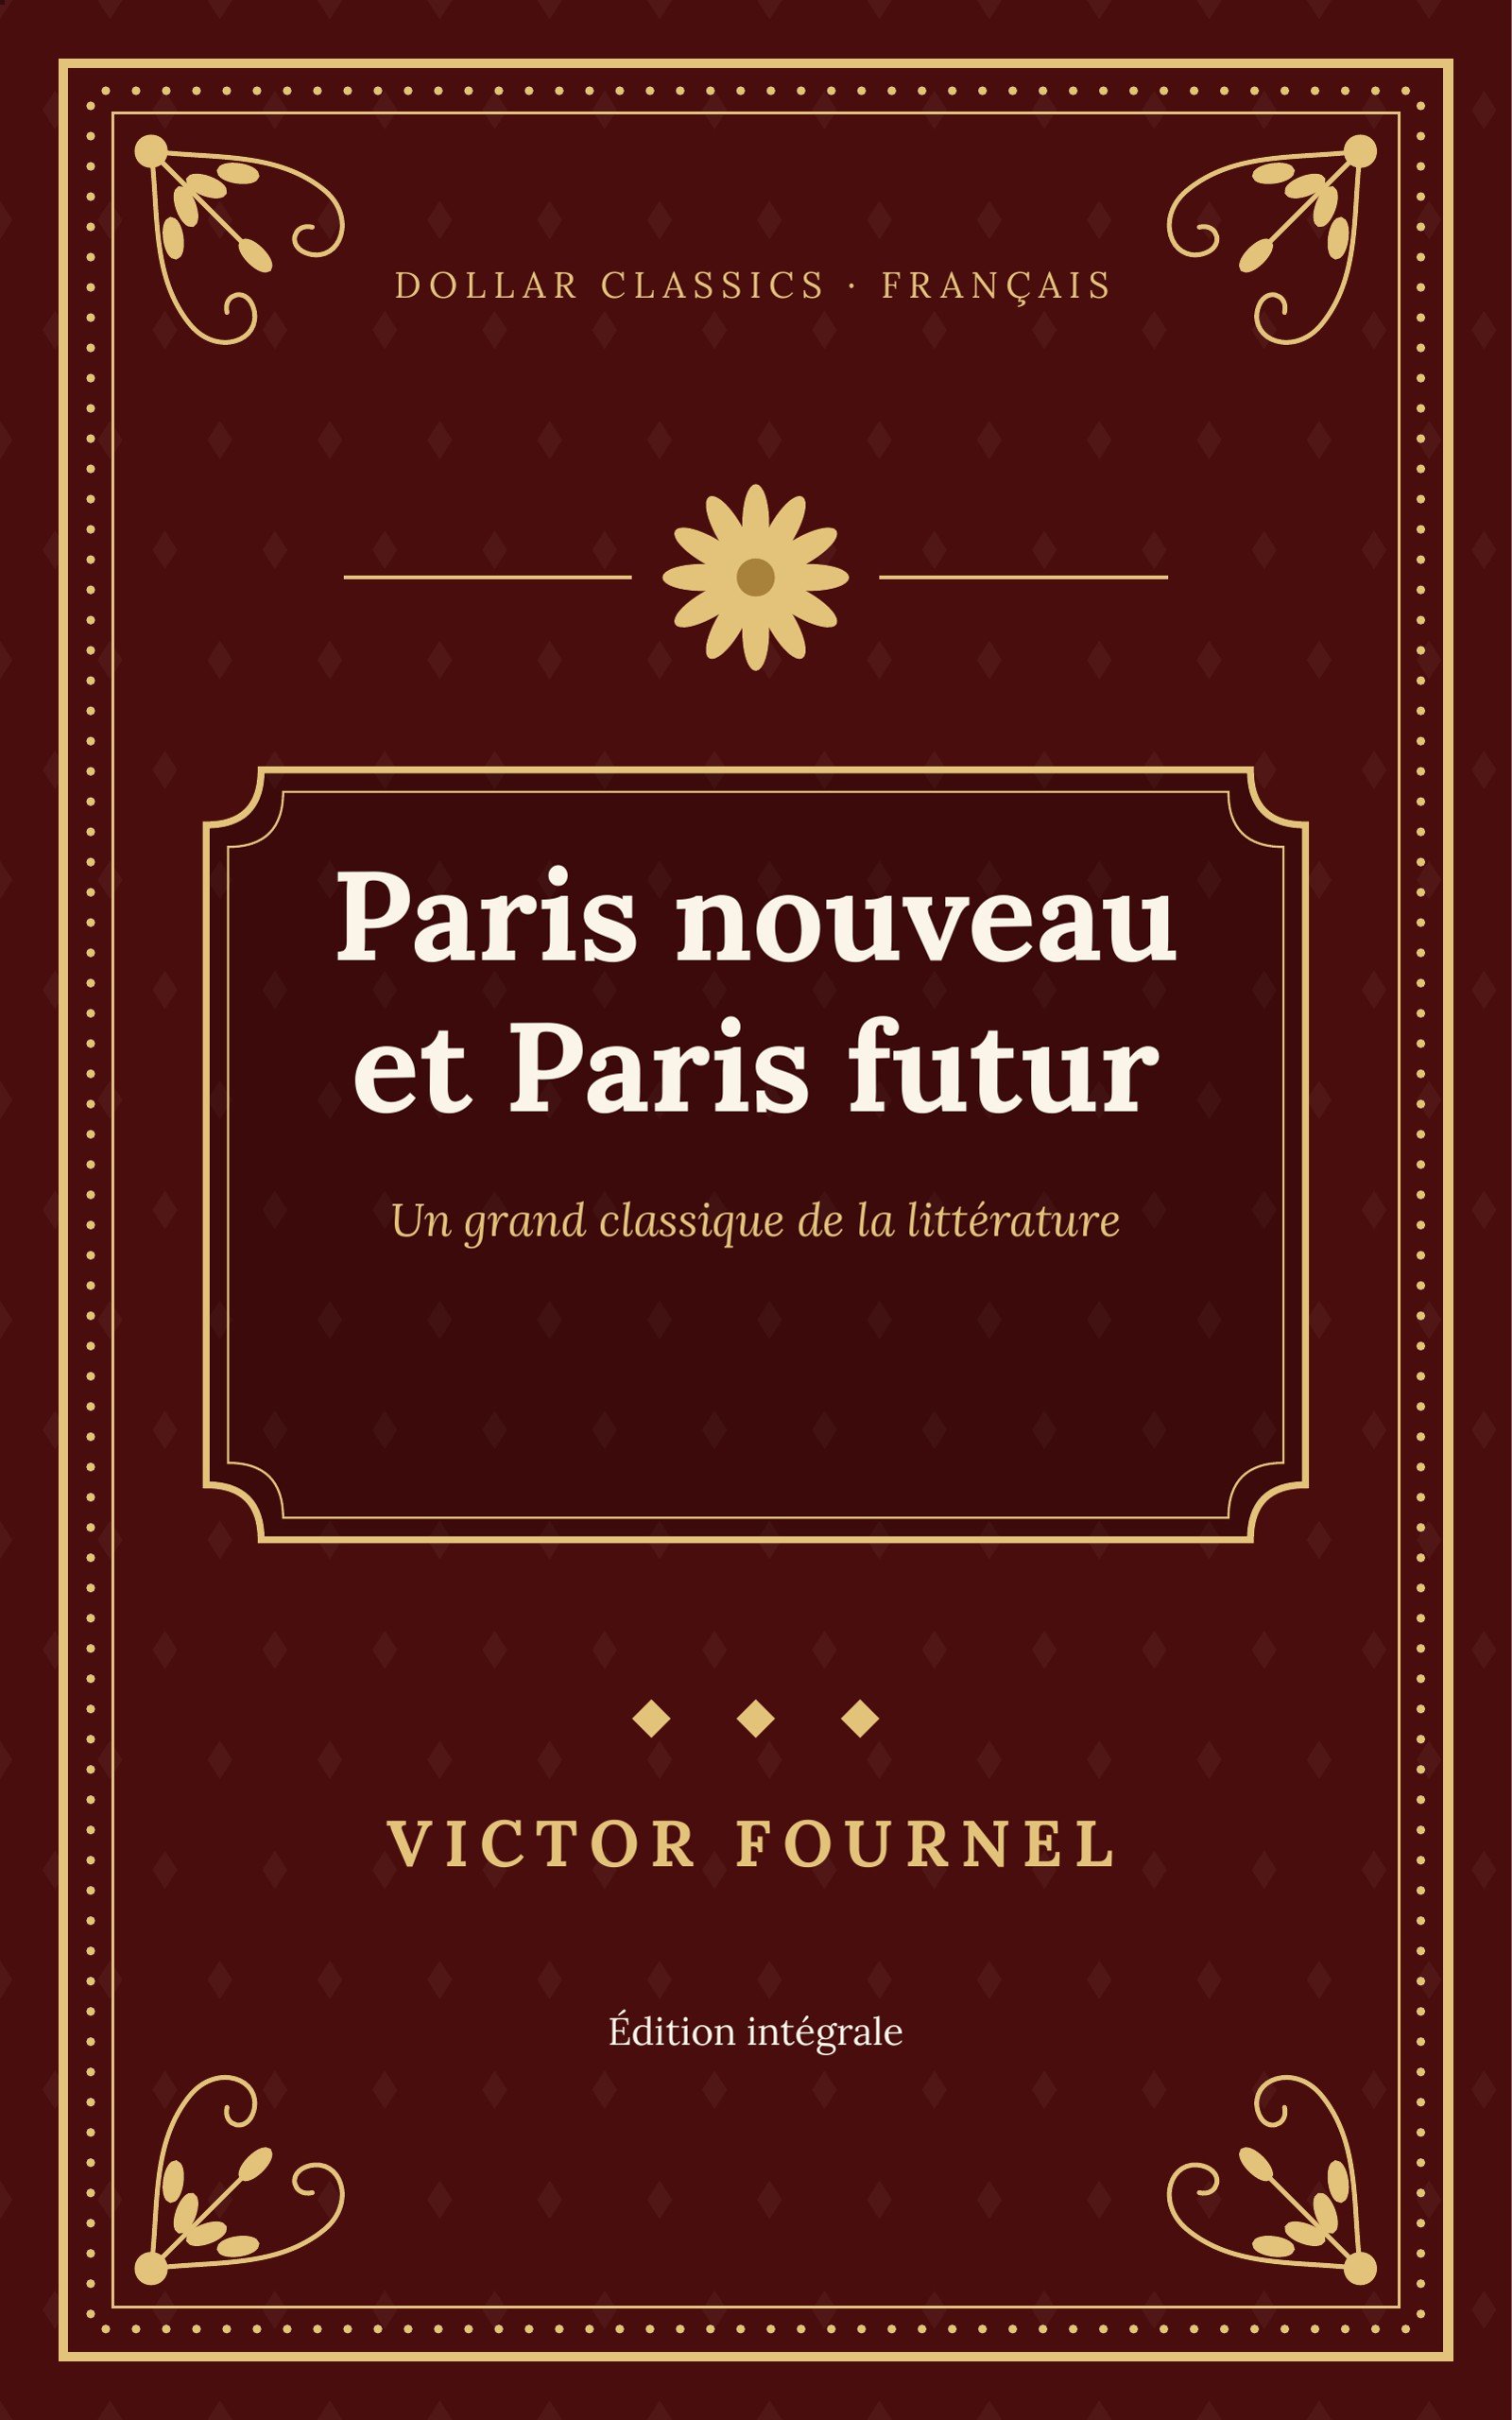 DOLLAR CLASSICS · FRANÇAIS
Paris nouveau
et Paris futur
Un grand classique de la littérature
VICTOR FOURNEL
Édition intégrale